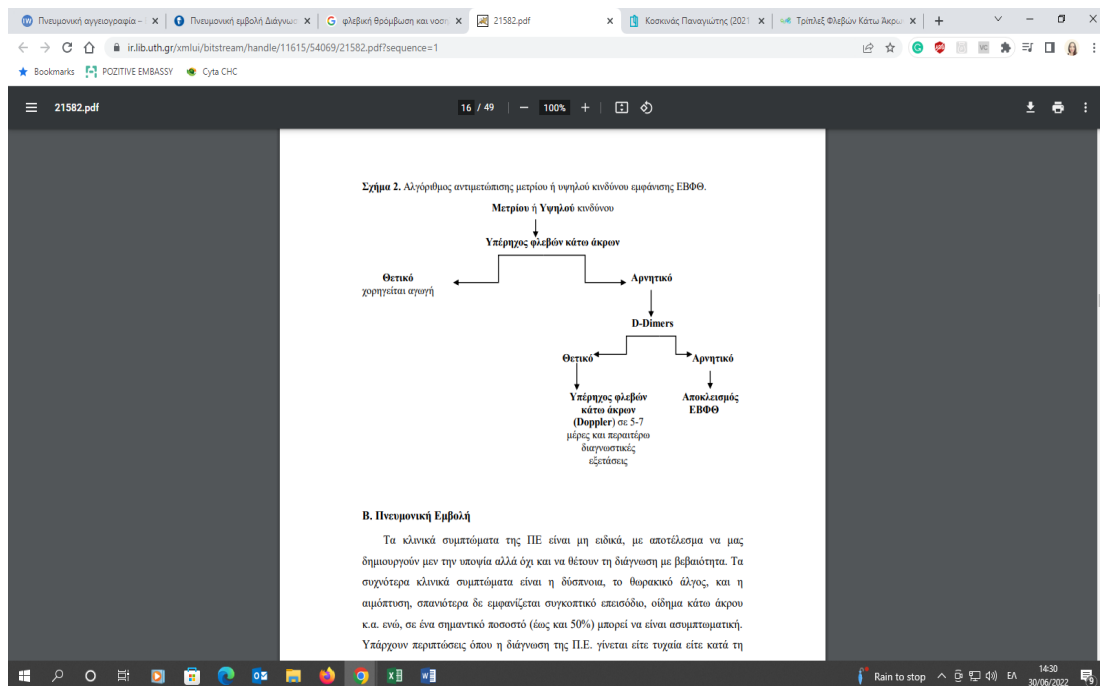 Πνευμονική αγγειογραφία –
Πνευμονική εμβολή Διάγνωσ
φλεβική θρόμβωση και νοση
21582.pdf
Κοσκινάς Παναγιώτης (2021
Τρίπλεξ Φλεβών Κάτω Άκρω
ir.lib.uth.gr/xmlui/bitstream/handle/11615/54069/21582.pdf?sequence=1
Bookmarks POZITIVE EMBASSY Cyta CHC
21582.pdf
16 / 49
100%
Σχήμα 2. Αλγόριθμος αντιμετώπισης μετρίου ή υψηλού κινδύνου εμφάνισης ΕΒΦΘ.
Μετρίου ή Υψηλού κινδύνου
Υπέρηχος φλεβών κάτω άκρων
Θετικό
χορηγείται αγωγή
Αρνητικό
D-Dimers
Θετικό
Αρνητικό
Υπέρηχος φλεβών
κάτω άκρων
(Doppler) σε 5-7
μέρες και περαιτέρω
διαγνωστικές
εξετάσεις
Αποκλεισμός
ΕΒΦΘ
Β. Πνευμονική Εμβολή
Τα κλινικά συμπτώματα της ΠΕ είναι μη ειδικά, με αποτέλεσμα να μας
δημιουργούν μεν την υποψία αλλά όχι και να θέτουν τη διάγνωση με βεβαιότητα. Τα
συχνότερα κλινικά συμπτώματα είναι η δύσπνοια, το θωρακικό άλγος, και η
αιμόπτυση, σπανιότερα δε εμφανίζεται συγκοπτικό επεισόδιο, οίδημα κάτω άκρου
κ.α. ενώ, σε ένα σημαντικό ποσοστό (έως και 50%) μπορεί να είναι ασυμπτωματική.
Υπάρχουν περιπτώσεις όπου η διάγνωση της Π.Ε. γίνεται είτε τυχαία είτε κατά τη
Rain to stop
ΕΛ
14:30
30/06/2022